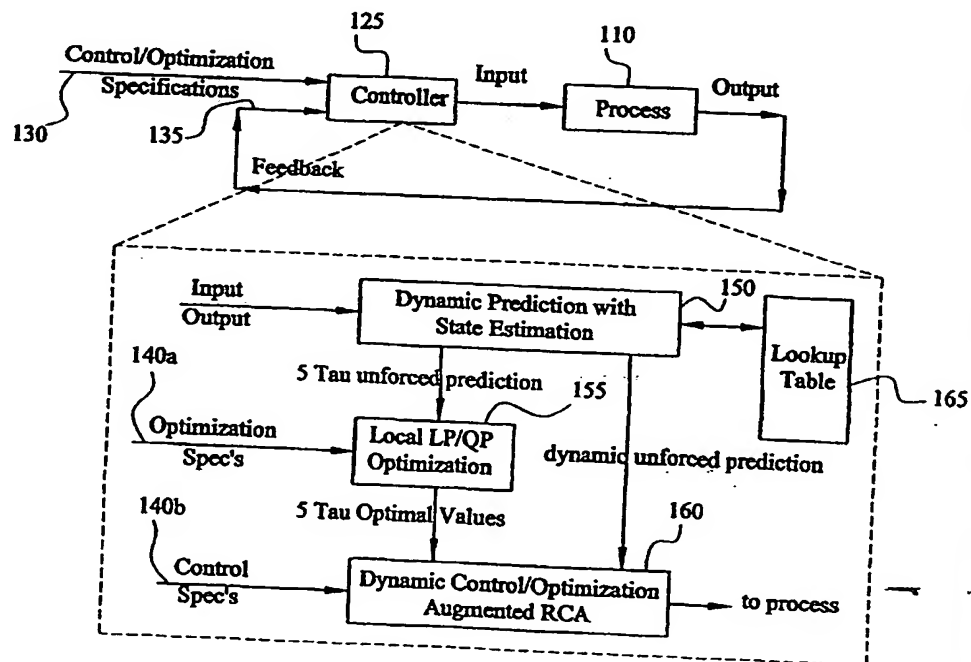 125
110
Control/Optimization
Specifications
Input
Output
Controller
Process
130
135
Feedback
Input
Output
Dynamic Prediction with
State Estimation
150
Lookup
Table
165
140a
5 Tau unforced prediction
155
Optimization
Spec's
Local LP/QP
Optimization
dynamic unforced prediction
140b
5 Tau Optimal Values
160
Control
Spec's
Dynamic Control/Optimization
Augmented RCA
to process